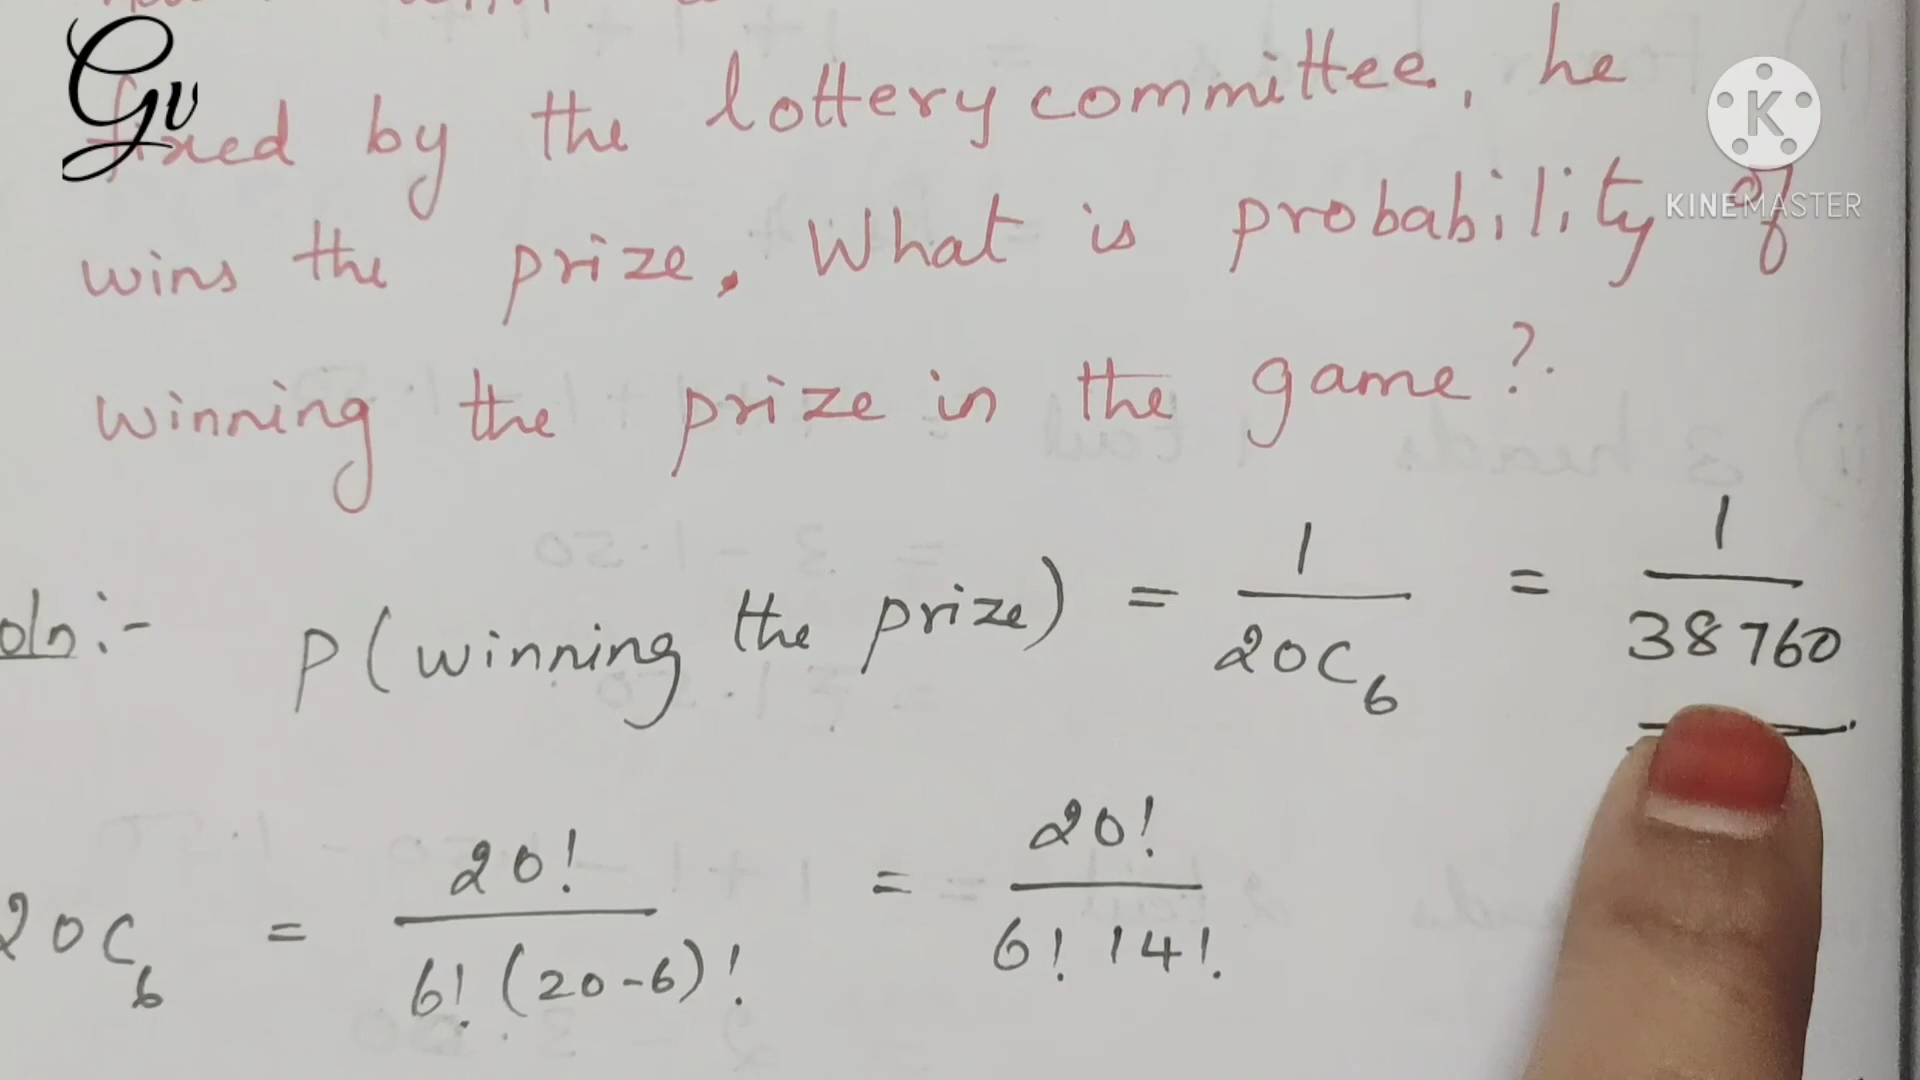 Gv
fixed by the lottery committee, he
KINEMASTER
wins the prize. What is probability of
winning the prize in the game?
oln:- P(winning the prize) = 1/20C₆ = 1/38760
20C₆ = 20!/6!(20-6)! = 20!/6! 14!.